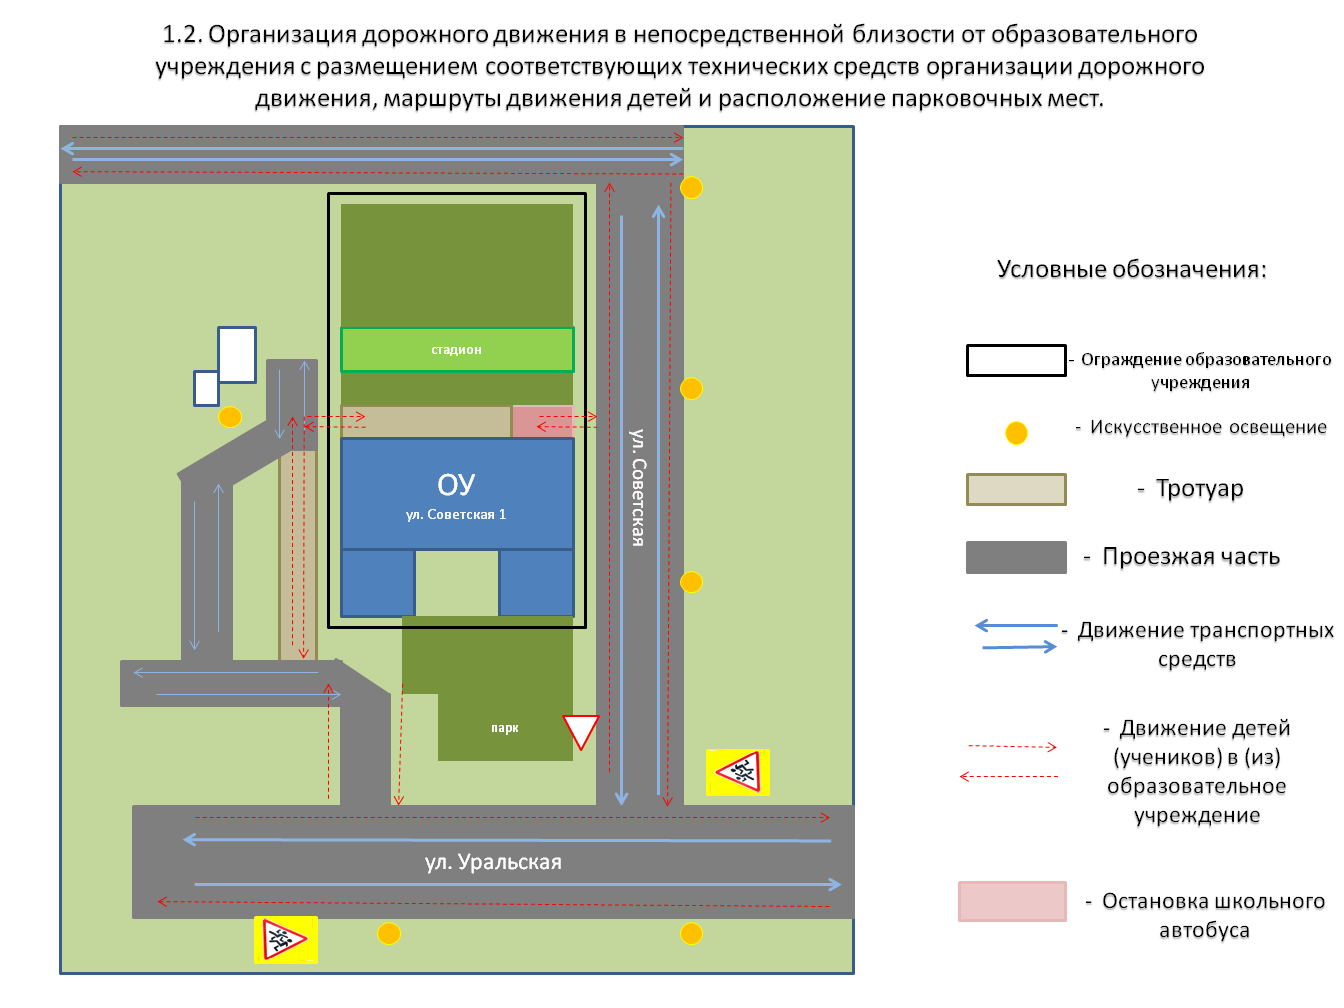 1.2. Организация дорожного движения в непосредственной близости от образовательного
учреждения с размещением соответствующих технических средств организации дорожного
движения, маршруты движения детей и расположение парковочных мест.
Условные обозначения:
стадион
- Ограждение образовательного
учреждения
- Искусственное освещение
ул. Советская
ОУ
ул. Советская 1
- Тротуар
- Проезжая часть
- Движение транспортных
средств
парк
- Движение детей
(учеников) в (из)
образовательное
учреждение
ул. Уральская
- Остановка школьного
автобуса